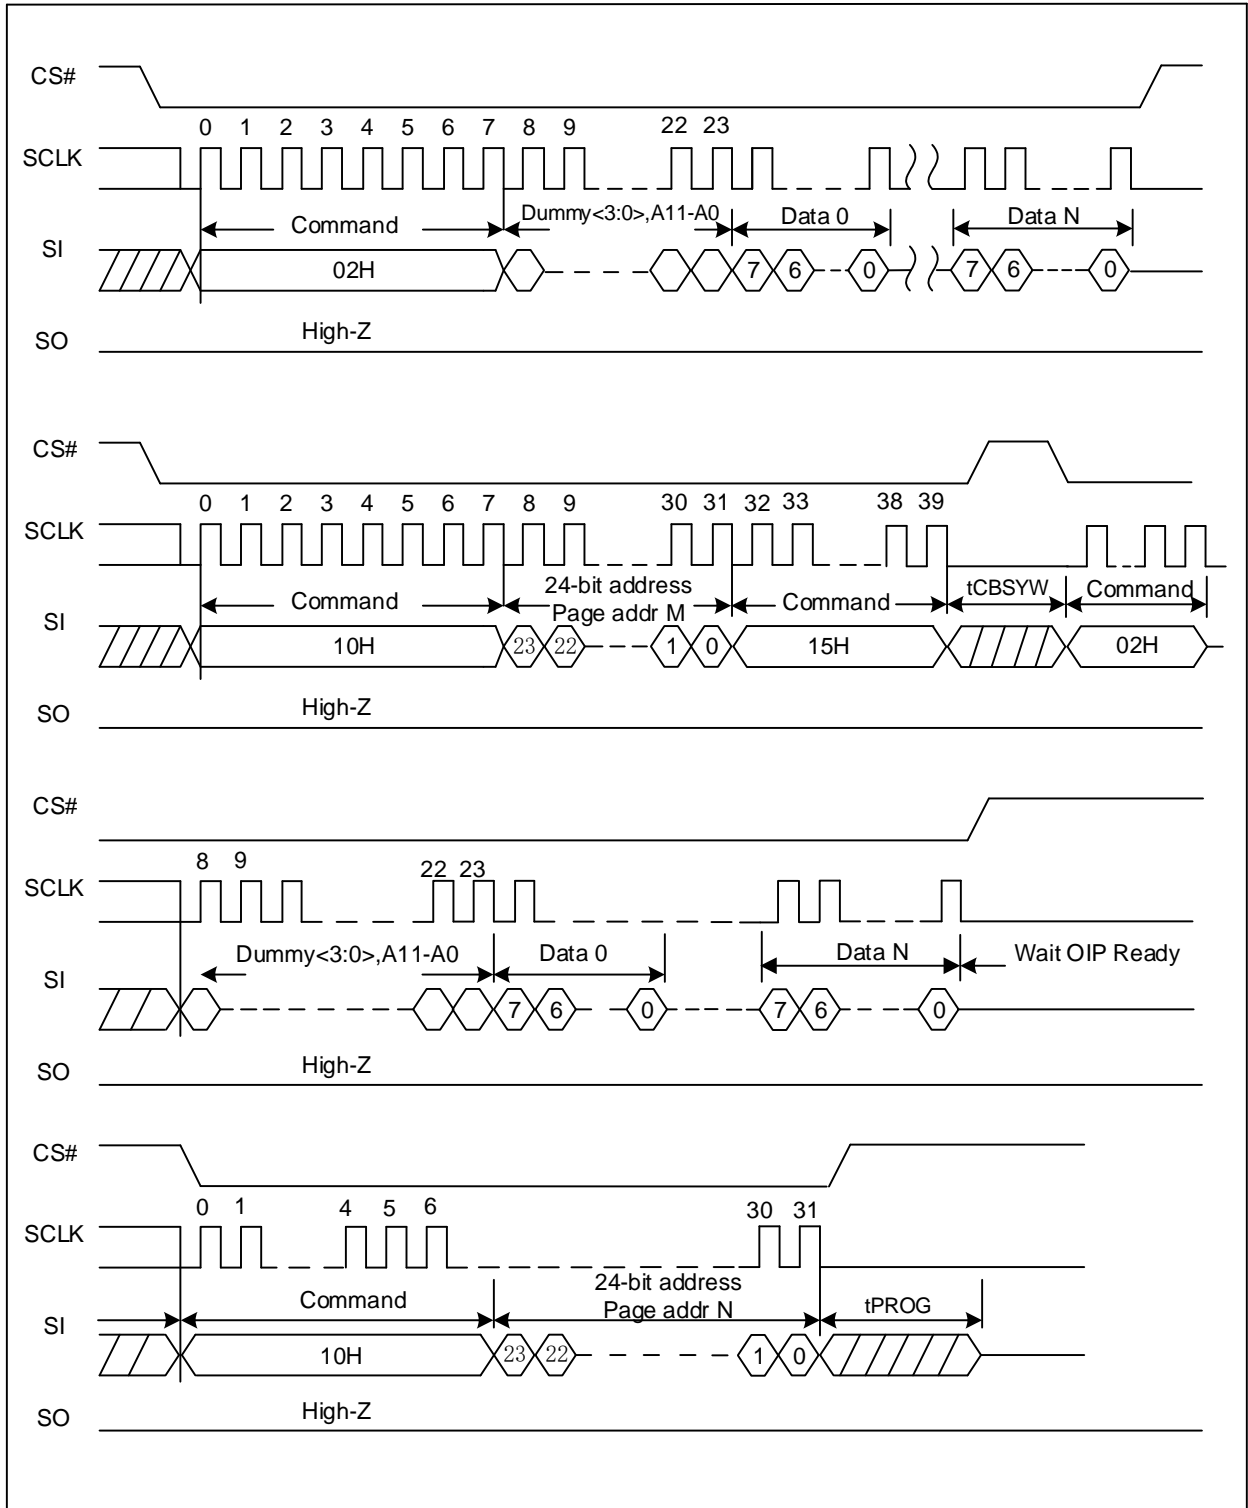 CS#
0 1 2 3 4 5 6 7 8 9 22 23
SCLK
Command Dummy<3:0>,A11-A0 Data 0 Data N
SI
02H 7 6 0 7 6 0
High-Z
SO
CS#
0 1 2 3 4 5 6 7 8 9 30 31 32 33 38 39
SCLK
24-bit address
Command Page addr M Command tCBSYW Command
SI
10H 23 22 1 0 15H 02H
High-Z
SO
CS#
8 9 22 23
SCLK
Dummy<3:0>,A11-A0 Data 0 Data N Wait OIP Ready
SI
7 6 0 7 6 0
High-Z
SO
CS#
0 1 4 5 6 30 31
SCLK
24-bit address
Command Page addr N tPROG
SI
10H 23 22 1 0
High-Z
SO